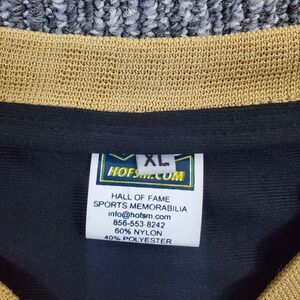 XL
HOFSM.COM
HALL OF FAME
SPORTS MEMORABILIA
info@hofsm.com
856-553-8242
60% NYLON
40% POLYESTER